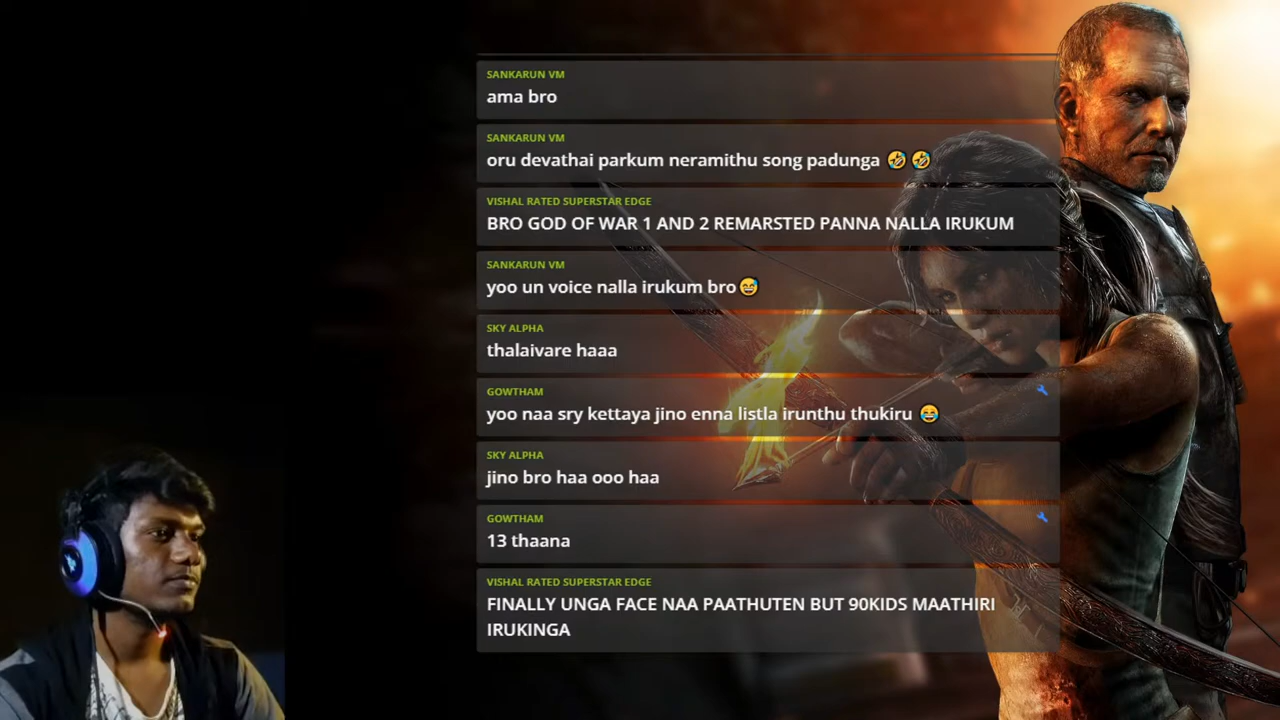 SANKARUN VM
ama bro
SANKARUN VM
oru devathai parkum neramithu song padunga 🤣🤣
VISHAL RATED SUPERSTAR EDGE
BRO GOD OF WAR 1 AND 2 REMARSTED PANNA NALLA IRUKUM
SANKARUN VM
yoo un voice nalla irukum bro😅
SKY ALPHA
thalaivare haaa
GOWTHAM
yoo naa sry kettaya jino enna listla irunthu thukiru 😂
SKY ALPHA
jino bro haa ooo haa
GOWTHAM
13 thaana
VISHAL RATED SUPERSTAR EDGE
FINALLY UNGA FACE NAA PAATHUTEN BUT 90KIDS MAATHIRI
IRUKINGA